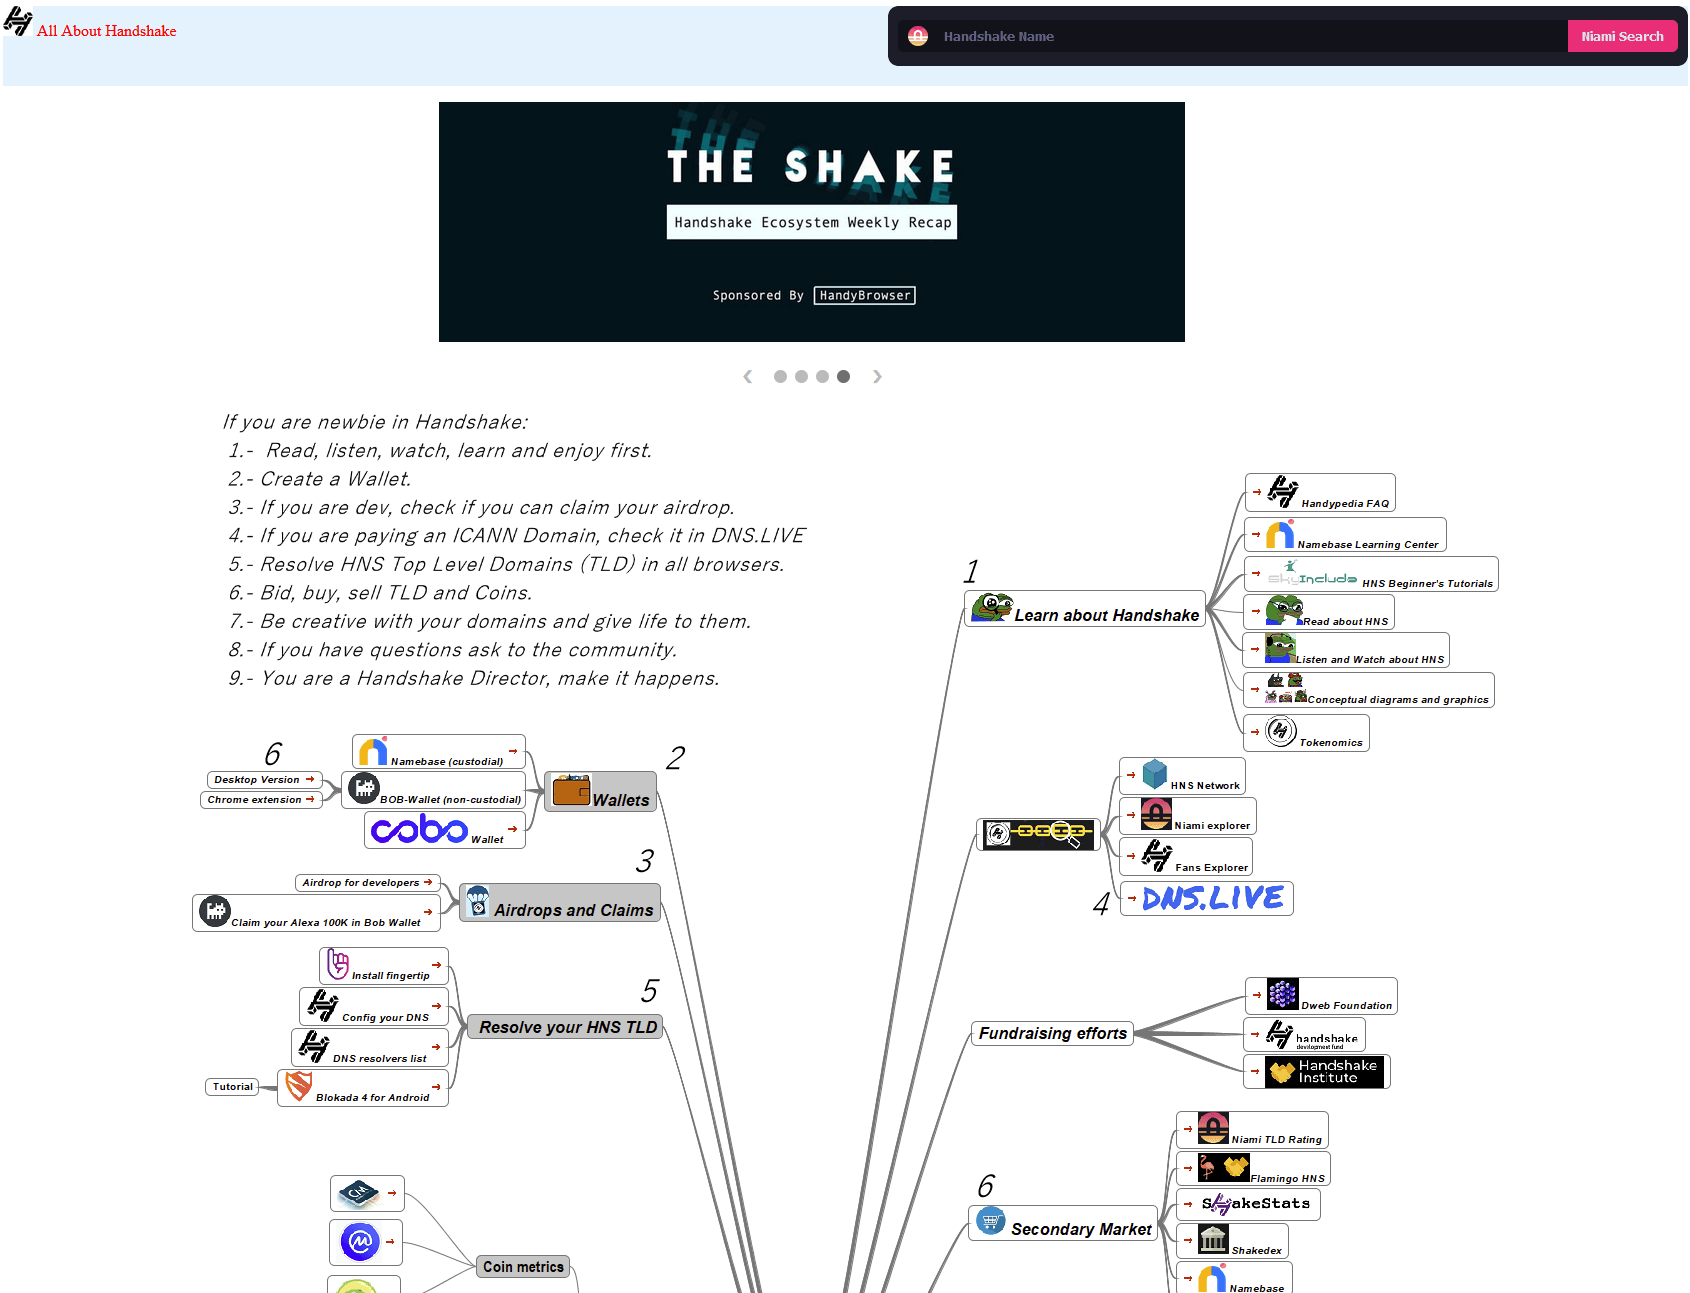 All About Handshake
Handshake Name
Niami Search
THE SHAKE
Handshake Ecosystem Weekly Recap
Sponsored By HandyBrowser
If you are newbie in Handshake:
1.- Read, listen, watch, learn and enjoy first.
2.- Create a Wallet.
3.- If you are dev, check if you can claim your airdrop.
4.- If you are paying an ICANN Domain, check it in DNS.LIVE
5.- Resolve HNS Top Level Domains (TLD) in all browsers.
6.- Bid, buy, sell TLD and Coins.
7.- Be creative with your domains and give life to them.
8.- If you have questions ask to the community.
9.- You are a Handshake Director, make it happens.
1
Learn about Handshake
Handypedia FAQ
Namebase Learning Center
SkyInclude HNS Beginner's Tutorials
Read about HNS
Listen and Watch about HNS
Conceptual diagrams and graphics
Tokenomics
2
Wallets
6
Namebase (custodial)
Desktop Version
Chrome extension
BOB-Wallet (non-custodial)
cobo Wallet
HNS Network
Niami explorer
Fans Explorer
4
DNS.LIVE
3
Airdrops and Claims
Airdrop for developers
Claim your Alexa 100K in Bob Wallet
5
Resolve your HNS TLD
Install fingertip
Config your DNS
DNS resolvers list
Tutorial
Blokada 4 for Android
Fundraising efforts
Dweb Foundation
handshake
development fund
Handshake
Institute
6
Secondary Market
Niami TLD Rating
Flamingo HNS
ShakeStats
Shakedex
Namebase
Coin metrics
CM